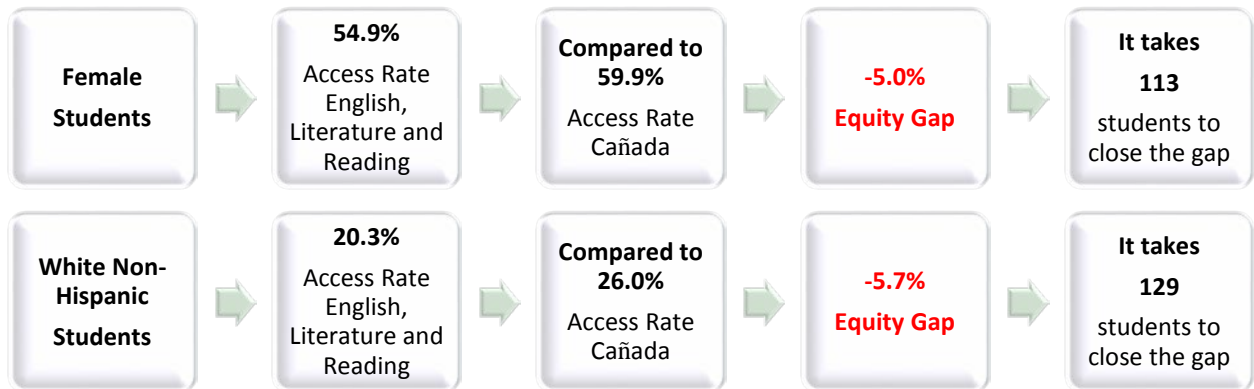 Female
Students
54.9%
Access Rate
English,
Literature and
Reading
Compared to
59.9%
Access Rate
Cañada
-5.0%
Equity Gap
It takes
113
students to
close the gap
White Non-
Hispanic
Students
20.3%
Access Rate
English,
Literature and
Reading
Compared to
26.0%
Access Rate
Cañada
-5.7%
Equity Gap
It takes
129
students to
close the gap